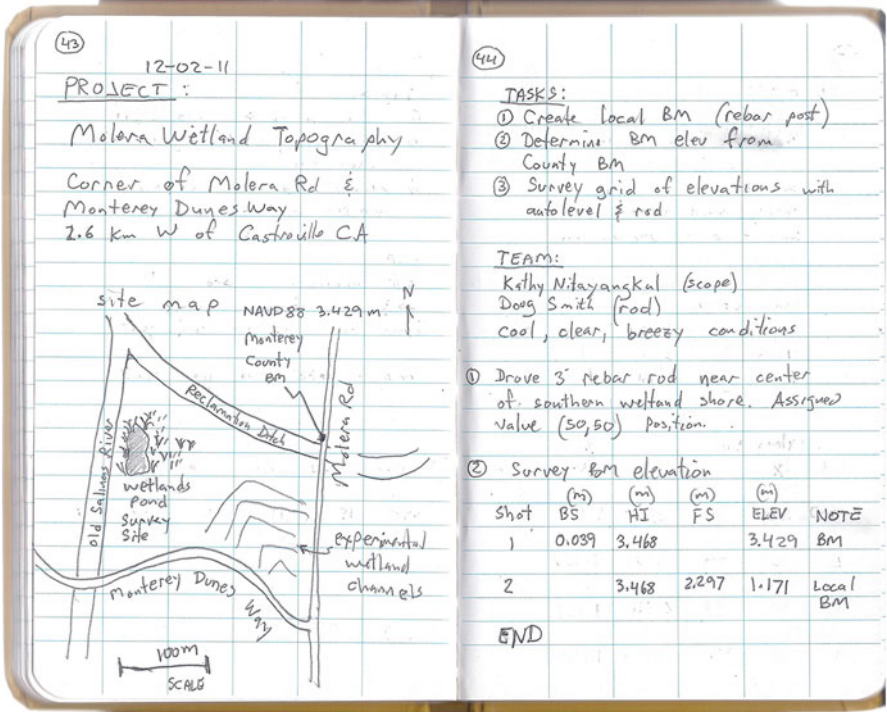 43
12-02-11
PROJECT:
Molera Wetland Topography
Corner of Molera Rd &
Monterey Dunes Way
2.6 km W of Castroville CA
site map
NAVD88 3.429 m
N
Monterey
County
BM
Reclamation Ditch
Molera Rd
Old Salinas River
wetlands
Pond
Survey
Site
experimental
wetland
channels
Monterey Dunes Way
100m
SCALE
44
TASKS:
① Create Local BM (rebar post)
② Determine BM elev from
County BM
③ Survey grid of elevations with
autolevel & rod
TEAM:
Kathy Nitayangkul (scope)
Doug Smith (rod)
cool, clear, breezy conditions
① Drove 3' rebar rod near center
of southern wetland shore. Assigned
value (50,50) position.
② Survey BM elevation
(m) (m) (m) (m)
Shot BS HI FS ELEV NOTE
1 0.039 3.468 3.429 BM
2 3.468 2.297 1.171 Local
BM
END